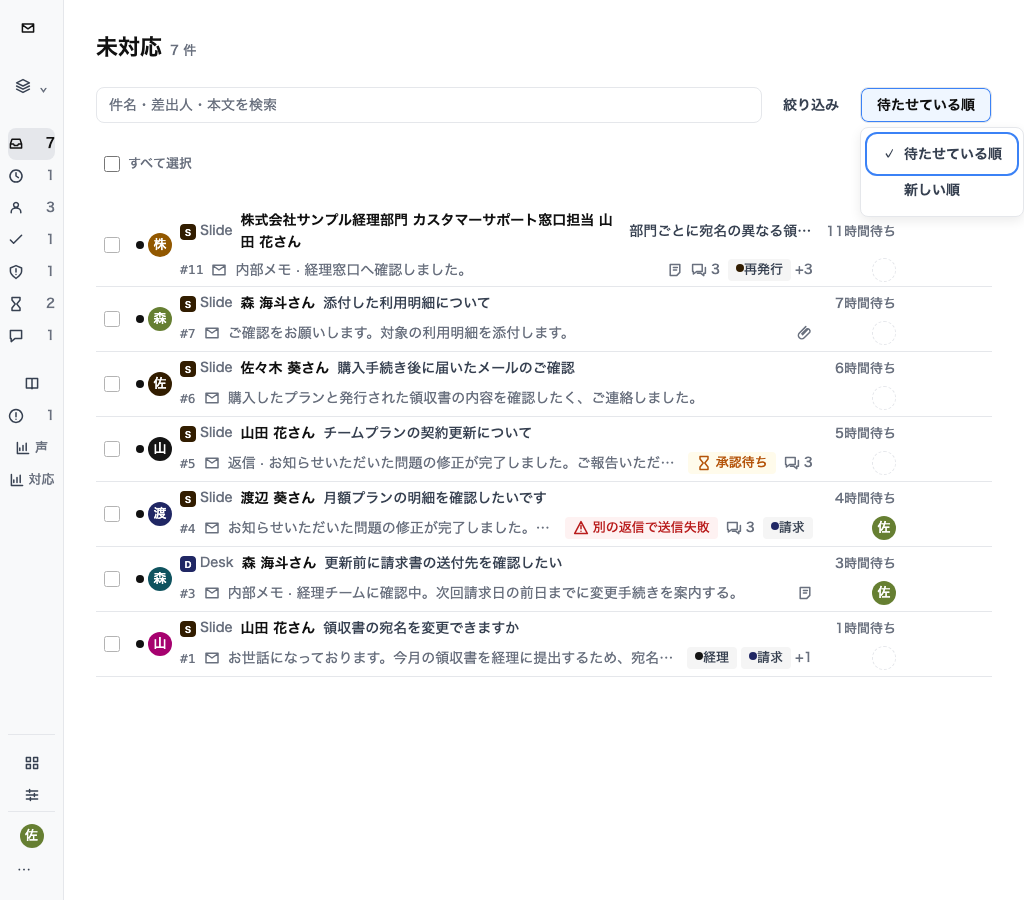 未対応 7 件
件名・差出人・本文を検索
絞り込み
待たせている順
✓ 待たせている順
新しい順
すべて選択
7
1
3
1
1
2
1
1
声
対応
佐
…
株
S Slide 株式会社サンプル経理部門 カスタマーサポート窓口担当 山
田 花さん
部門ごとに宛名の異なる領… 11時間待ち
#11 内部メモ · 経理窓口へ確認しました。 3 再発行 +3
森
S Slide 森 海斗さん 添付した利用明細について 7時間待ち
#7 ご確認をお願いします。対象の利用明細を添付します。
佐
S Slide 佐々木 葵さん 購入手続き後に届いたメールのご確認 6時間待ち
#6 購入したプランと発行された領収書の内容を確認したく、ご連絡しました。
山
S Slide 山田 花さん チームプランの契約更新について 5時間待ち
#5 返信 · お知らせいただいた問題の修正が完了しました。ご報告いただ… 承認待ち 3
渡
S Slide 渡辺 葵さん 月額プランの明細を確認したいです 4時間待ち
#4 お知らせいただいた問題の修正が完了しました。… 別の返信で送信失敗 3 請求 佐
森
D Desk 森 海斗さん 更新前に請求書の送付先を確認したい 3時間待ち
#3 内部メモ · 経理チームに確認中。次回請求日の前日までに変更手続きを案内する。 佐
山
S Slide 山田 花さん 領収書の宛名を変更できますか 1時間待ち
#1 お世話になっております。今月の領収書を経理に提出するため、宛名… 経理 請求 +1